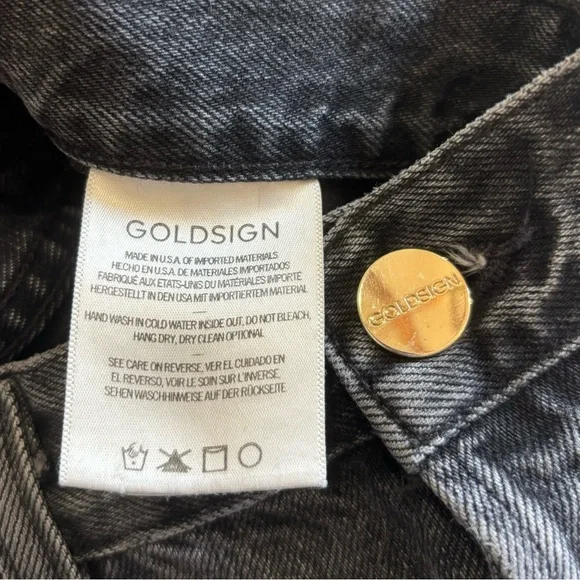 GOLDSIGN
MADE IN U.S.A. OF IMPORTED MATERIALS
HECHO EN U.S.A. DE MATERIALES IMPORTADOS
FABRIQUÉ AUX ETATS-UNIS DU MATÉRIELS IMPORTÉ
HERGESTELLT IN DEN USA MIT IMPORTIERTEM MATERIAL
HAND WASH IN COLD WATER INSIDE OUT, DO NOT BLEACH,
HANG DRY, DRY CLEAN OPTIONAL
SEE CARE ON REVERSE, VER EL CUIDADO EN
EL REVERSO, VOIR LE SOIN SUR L'INVERSE,
SEHEN WASCHHINWEISE AUF DER RÜCKSEITE
GOLDSIGN